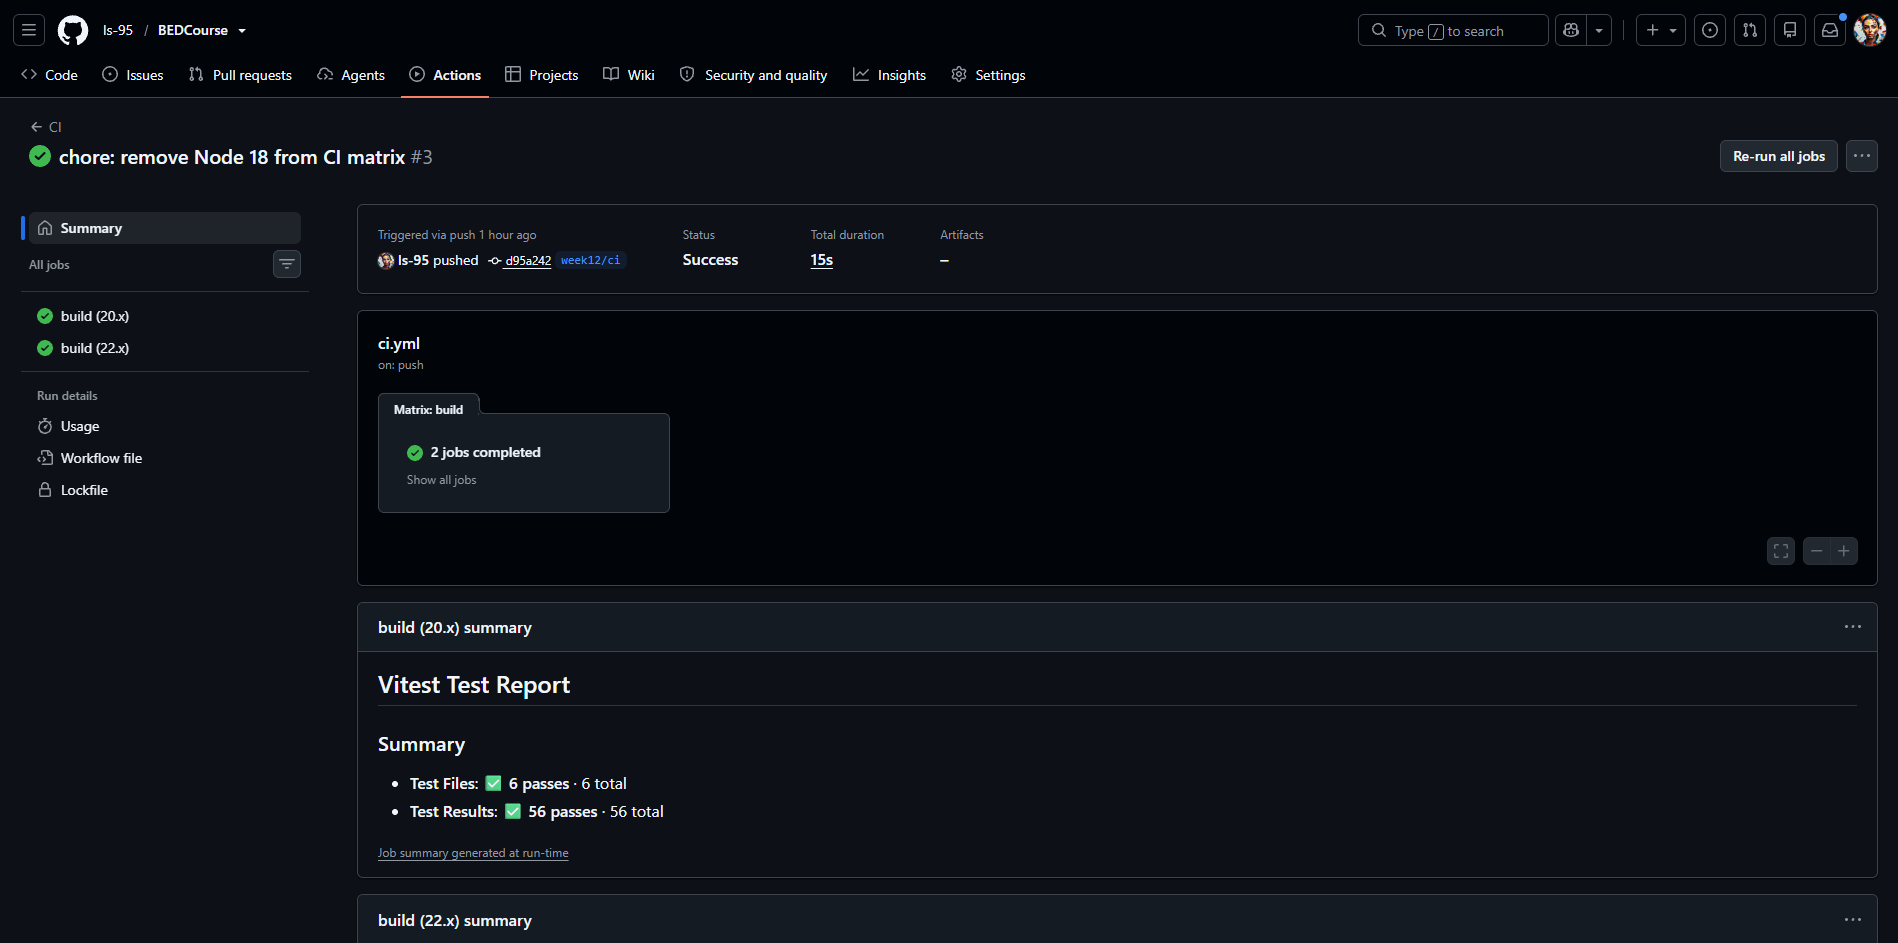 ls-95 / BEDCourse
Type / to search
Code
Issues
Pull requests
Agents
Actions
Projects
Wiki
Security and quality
Insights
Settings
CI
chore: remove Node 18 from CI matrix #3
Re-run all jobs
Summary
All jobs
build (20.x)
build (22.x)
Run details
Usage
Workflow file
Lockfile
Triggered via push 1 hour ago
ls-95 pushed d95a242 week12/ci
Status
Success
Total duration
15s
Artifacts
–
ci.yml
on: push
Matrix: build
2 jobs completed
Show all jobs
build (20.x) summary
Vitest Test Report
Summary
Test Files: ✅ 6 passes · 6 total
Test Results: ✅ 56 passes · 56 total
Job summary generated at run-time
build (22.x) summary